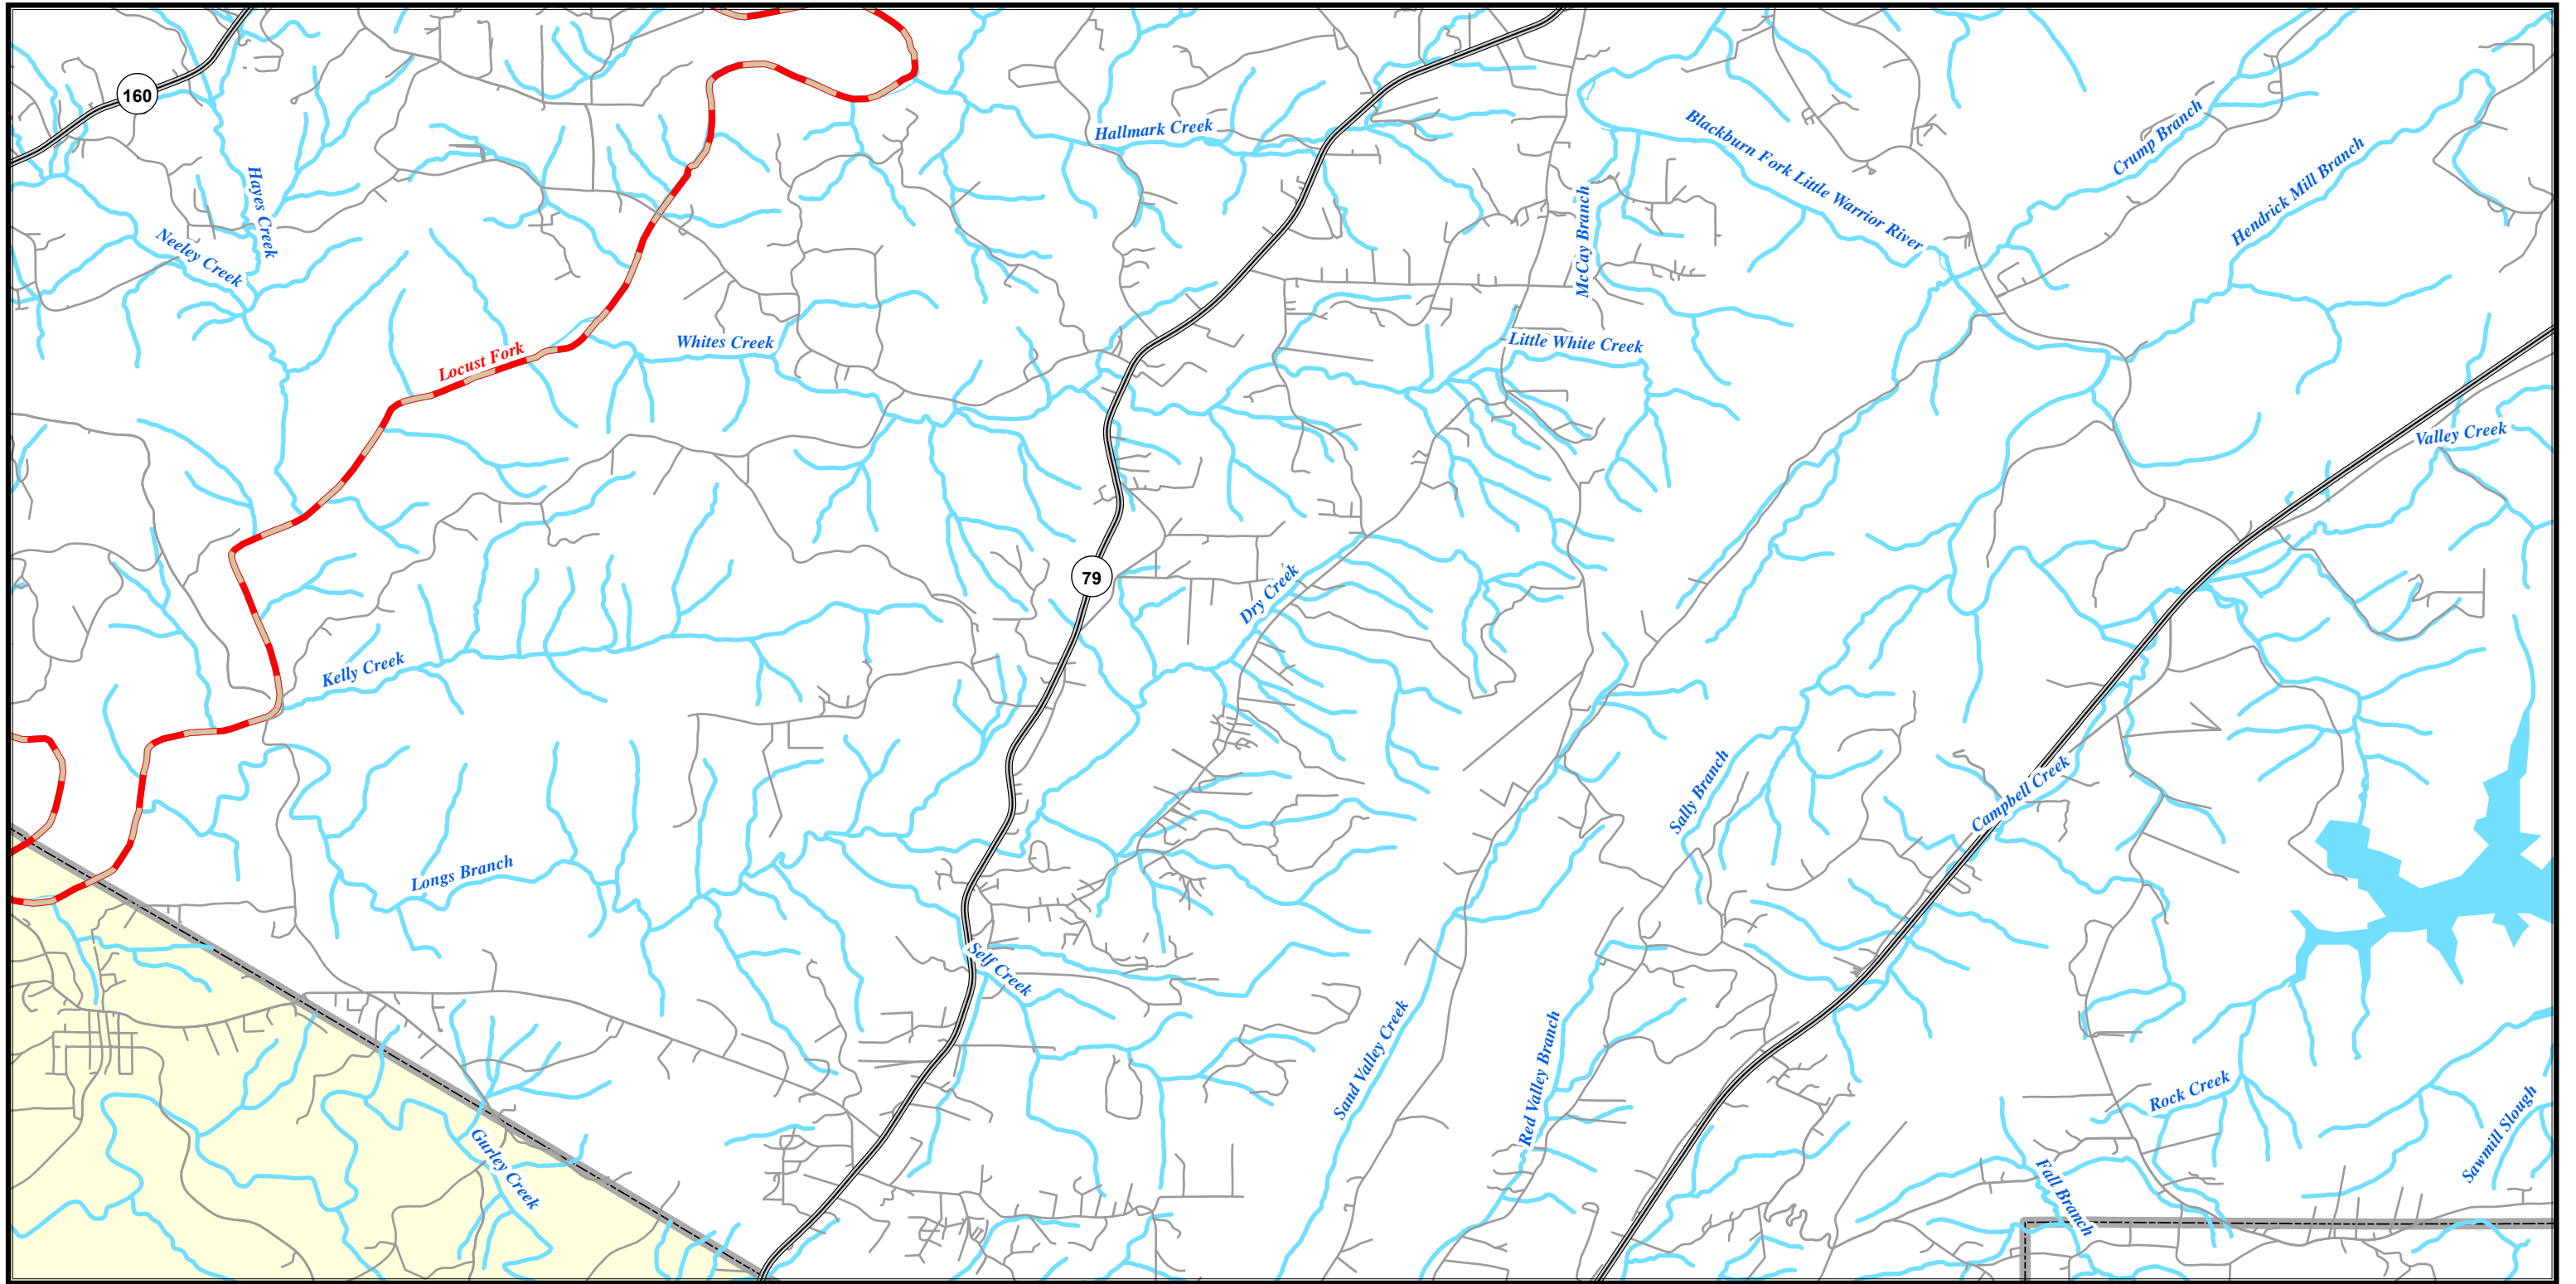 160
Hallmark Creek
Blackburn Fork Little Warrior River
Crump Branch
Hendrick Mill Branch
Hayes Creek
Neeley Creek
McCay Branch
Locust Fork
Whites Creek
Little White Creek
Valley Creek
79
Dry Creek
Kelly Creek
Sally Branch
Campbell Creek
Longs Branch
Self Creek
Sand Valley Creek
Red Valley Branch
Rock Creek
Sawmill Slough
Gurley Creek
Fall Branch